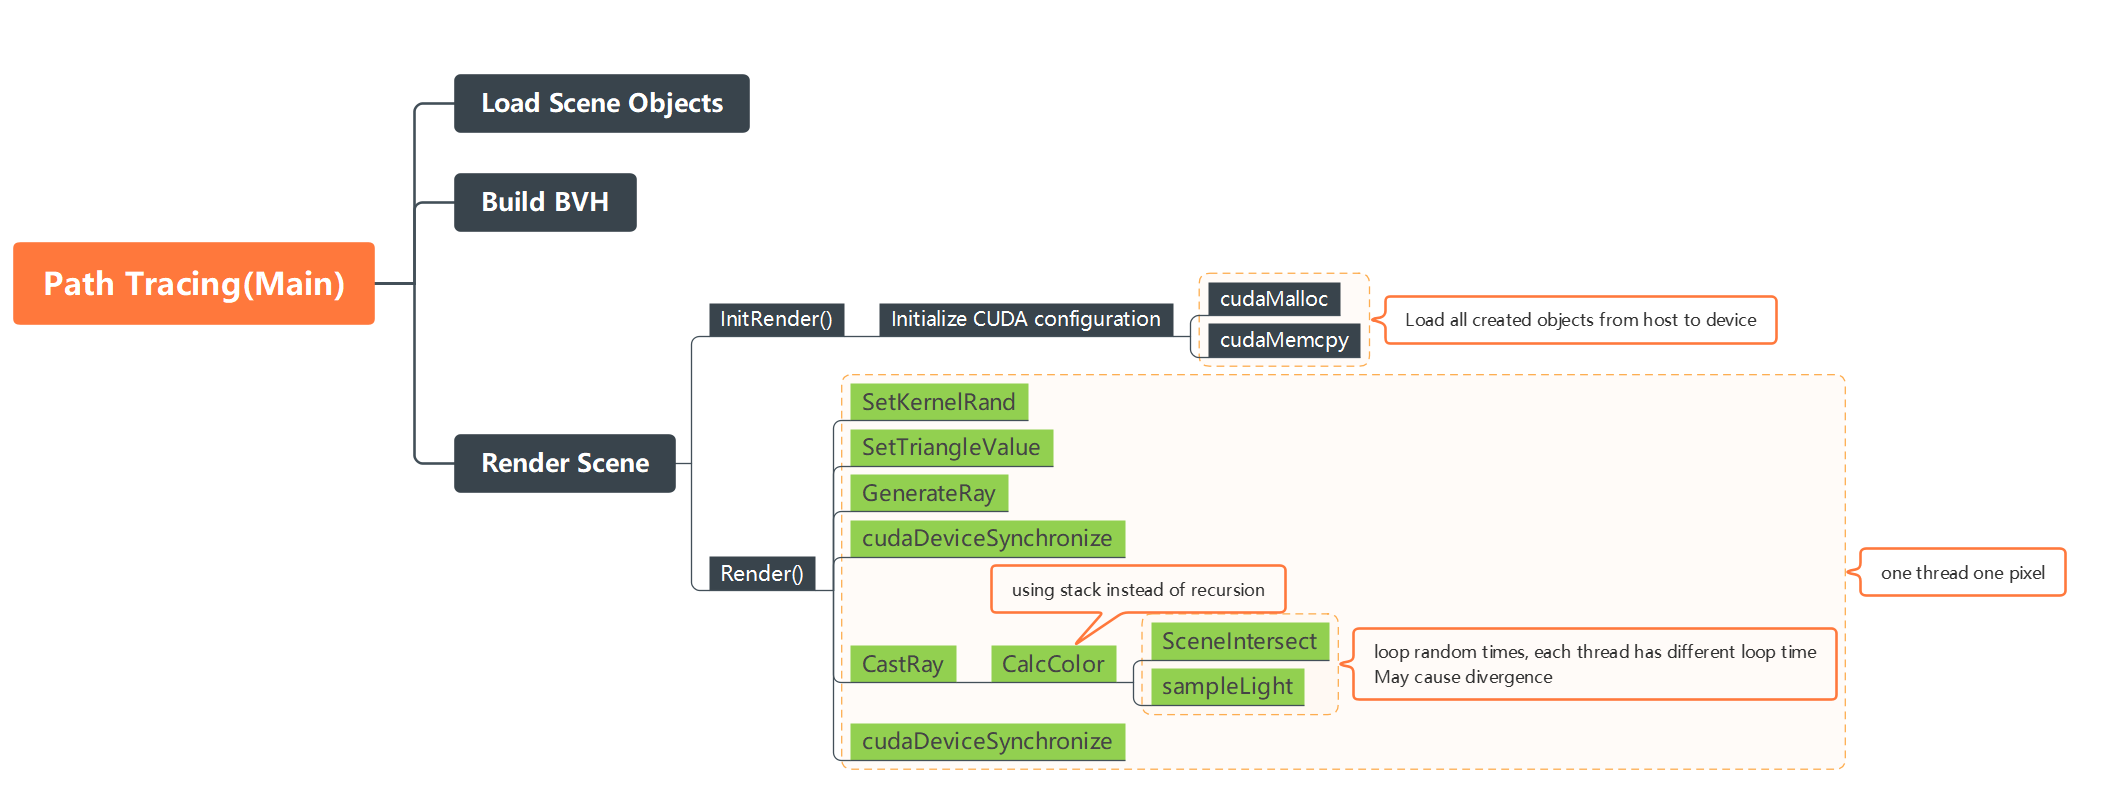 Load Scene Objects
Build BVH
Path Tracing(Main)
InitRender()
Initialize CUDA configuration
cudaMalloc
cudaMemcpy
Load all created objects from host to device
Render Scene
Render()
SetKernelRand
SetTriangleValue
GenerateRay
cudaDeviceSynchronize
using stack instead of recursion
CastRay
CalcColor
SceneIntersect
sampleLight
loop random times, each thread has different loop time
May cause divergence
cudaDeviceSynchronize
one thread one pixel